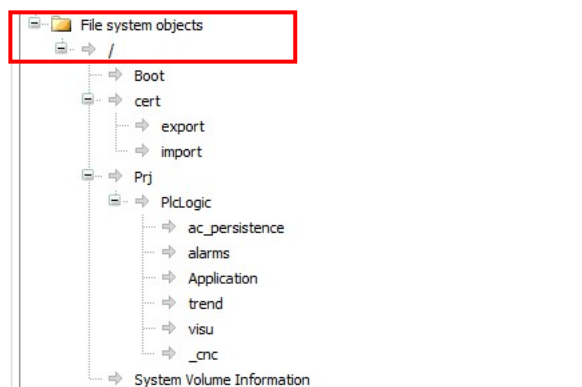 File system objects
/
Boot
cert
export
import
Prj
PlcLogic
ac_persistence
alarms
Application
trend
visu
_cnc
System Volume Information